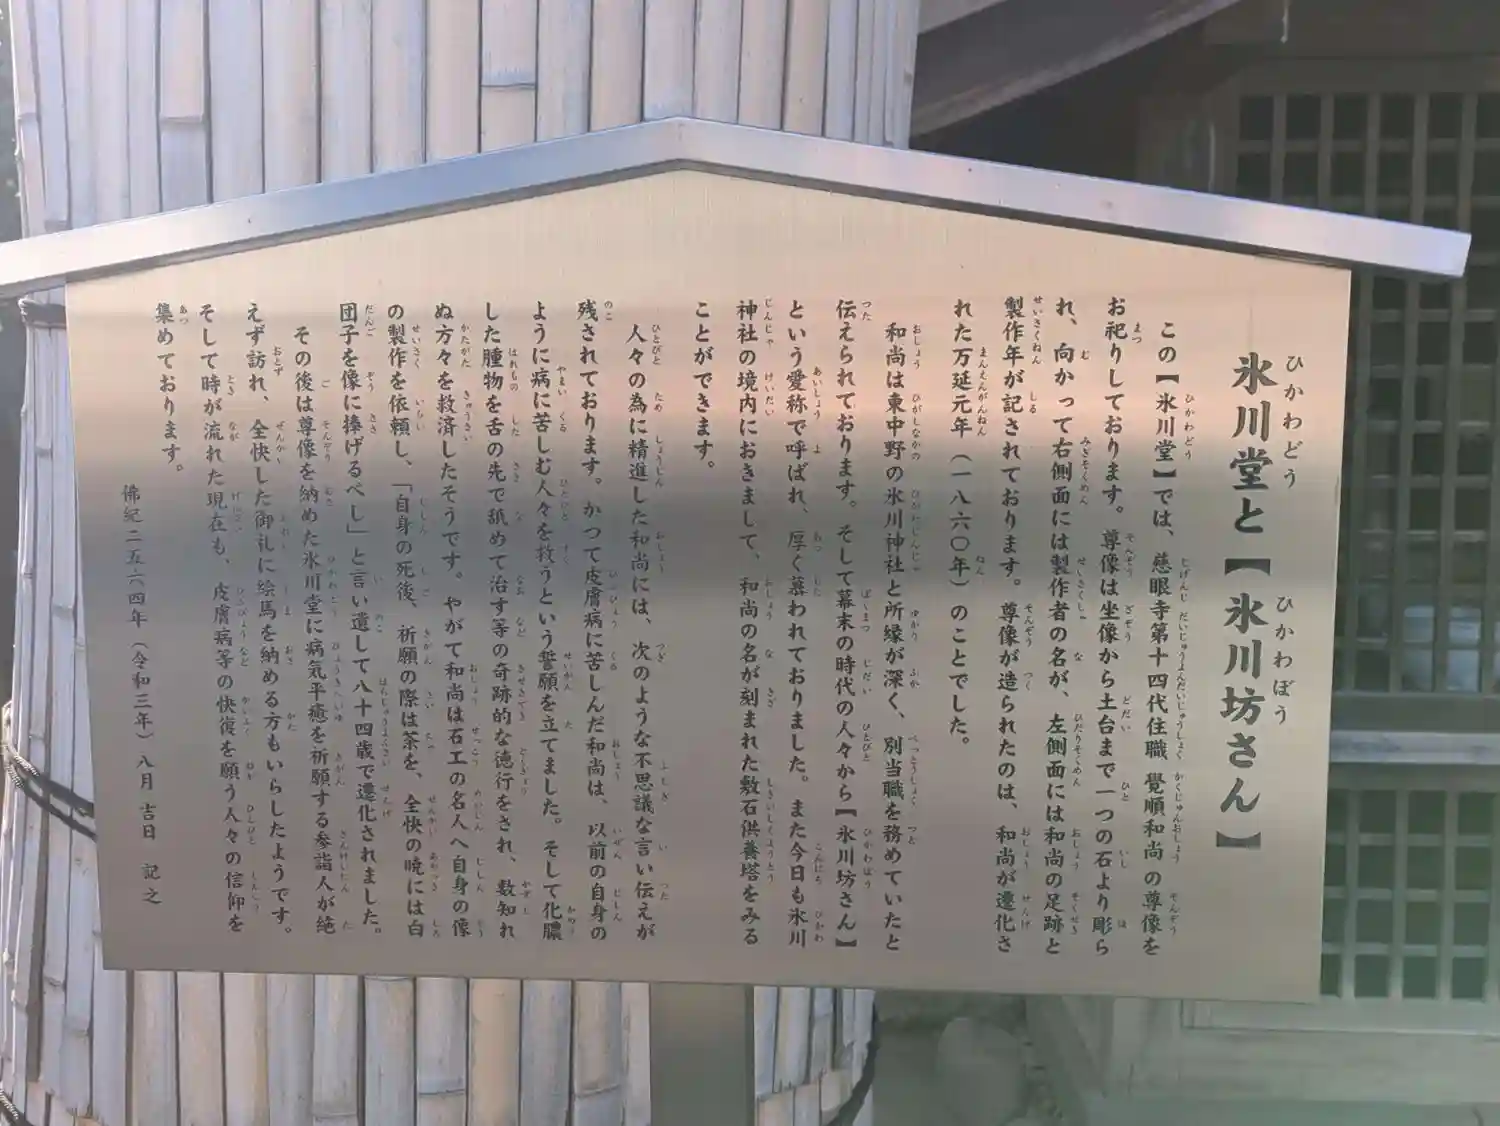 氷川堂と【氷川坊さん】
この【氷川堂】では、慈眼寺第十四代住職 覺順和尚の尊像を
お祀りしております。尊像は坐像から土台まで一つの石より彫ら
れ、向かって右側面には製作者の名が、左側面には和尚の足跡と
製作年が記されております。尊像が造られたのは、和尚が遷化さ
れた万延元年（一八六〇年）のことでした。
和尚は東中野の氷川神社と所縁が深く、別当職を務めていたと
伝えられております。そして幕末の時代の人々から【氷川坊さん】
という愛称で呼ばれ、厚く慕われておりました。また今日も氷川
神社の境内におきまして、和尚の名が刻まれた敷石供養塔をみる
ことができます。
人々の為に精進した和尚には、次のような不思議な言い伝えが
残されております。かつて皮膚病に苦しんだ和尚は、以前の自身の
ように病に苦しむ人々を救うという誓願を立てました。そして化膿
した腫物を舌の先で舐めて治す等の奇跡的な徳行をされ、数知れ
ぬ方々を救済したそうです。やがて和尚は石工の名人へ自身の像
の製作を依頼し、「自身の死後、祈願の際は茶を、全快の暁には白
団子を像に捧げるべし」と言い遺して八十四歳で遷化されました。
その後は尊像を納めた氷川堂に病気平癒を祈願する参詣人が絶
えず訪れ、全快した御礼に絵馬を納める方もいらしたようです。
そして時が流れた現在も、皮膚病等の快復を願う人々の信仰を
集めております。
佛紀二五六四年（令和三年）八月 吉日 記之